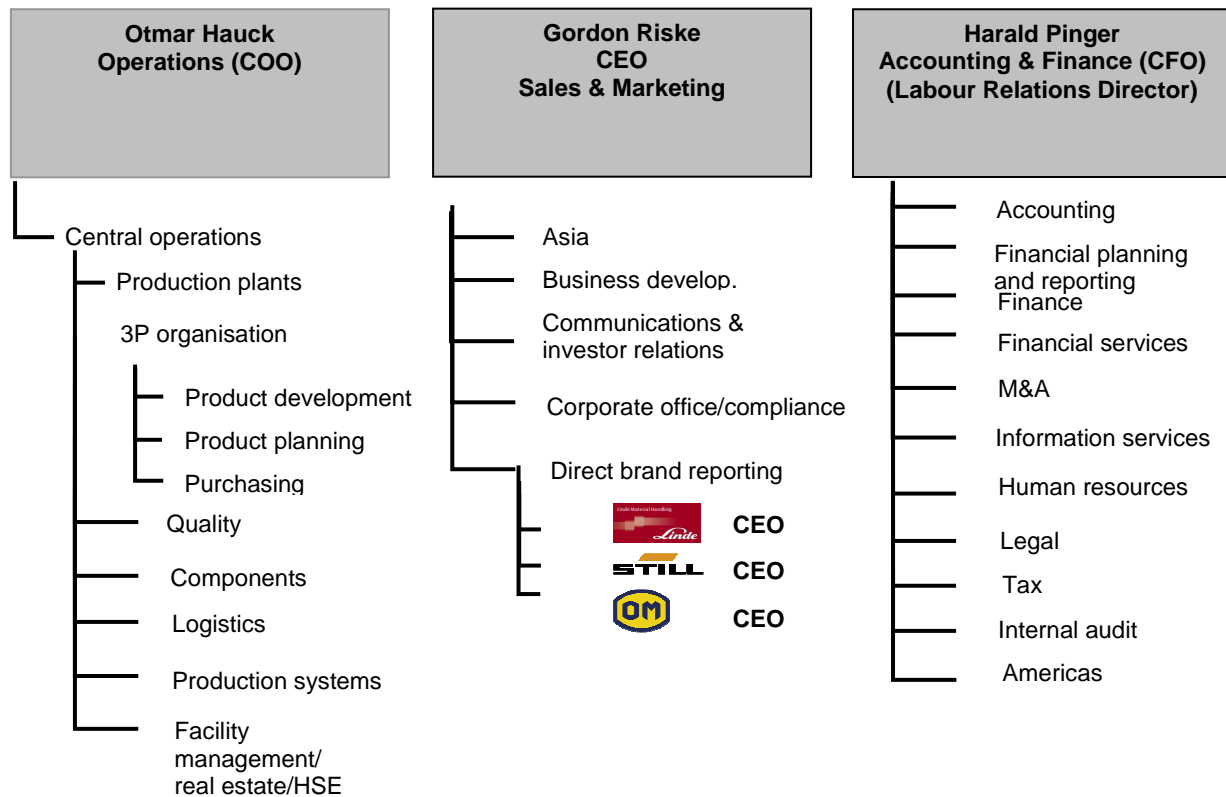 Otmar Hauck
Operations (COO)
Central operations
Production plants
3P organisation
Product development
Product planning
Purchasing
Quality
Components
Logistics
Production systems
Facility
management/
real estate/HSE
Gordon Riske
CEO
Sales & Marketing
Asia
Business develop.
Communications &
investor relations
Corporate office/compliance
Direct brand reporting
Linde Material Handling
Linde
CEO
STILL
CEO
OM
CEO
Harald Pinger
Accounting & Finance (CFO)
(Labour Relations Director)
Accounting
Financial planning
and reporting
Finance
Financial services
M&A
Information services
Human resources
Legal
Tax
Internal audit
Americas